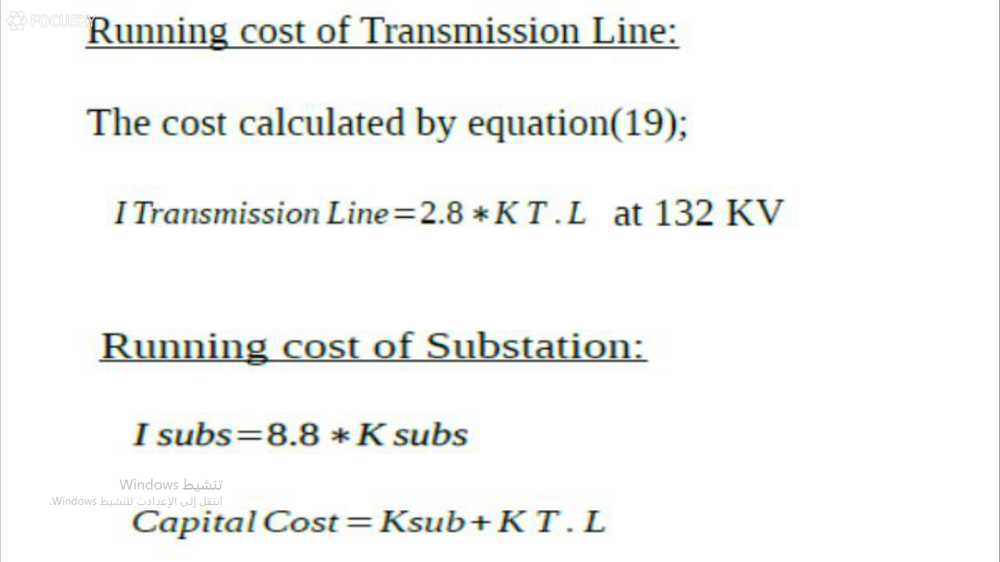 FOCUSKY
Running cost of Transmission Line:
The cost calculated by equation(19);
I Transmission Line=2.8 *K T . L at 132 KV
Running cost of Substation:
I subs=8.8 *K subs
تنشيط Windows
انتقل إلى الإعدادت لتنشيط Windows.
Capital Cost = Ksub+K T . L